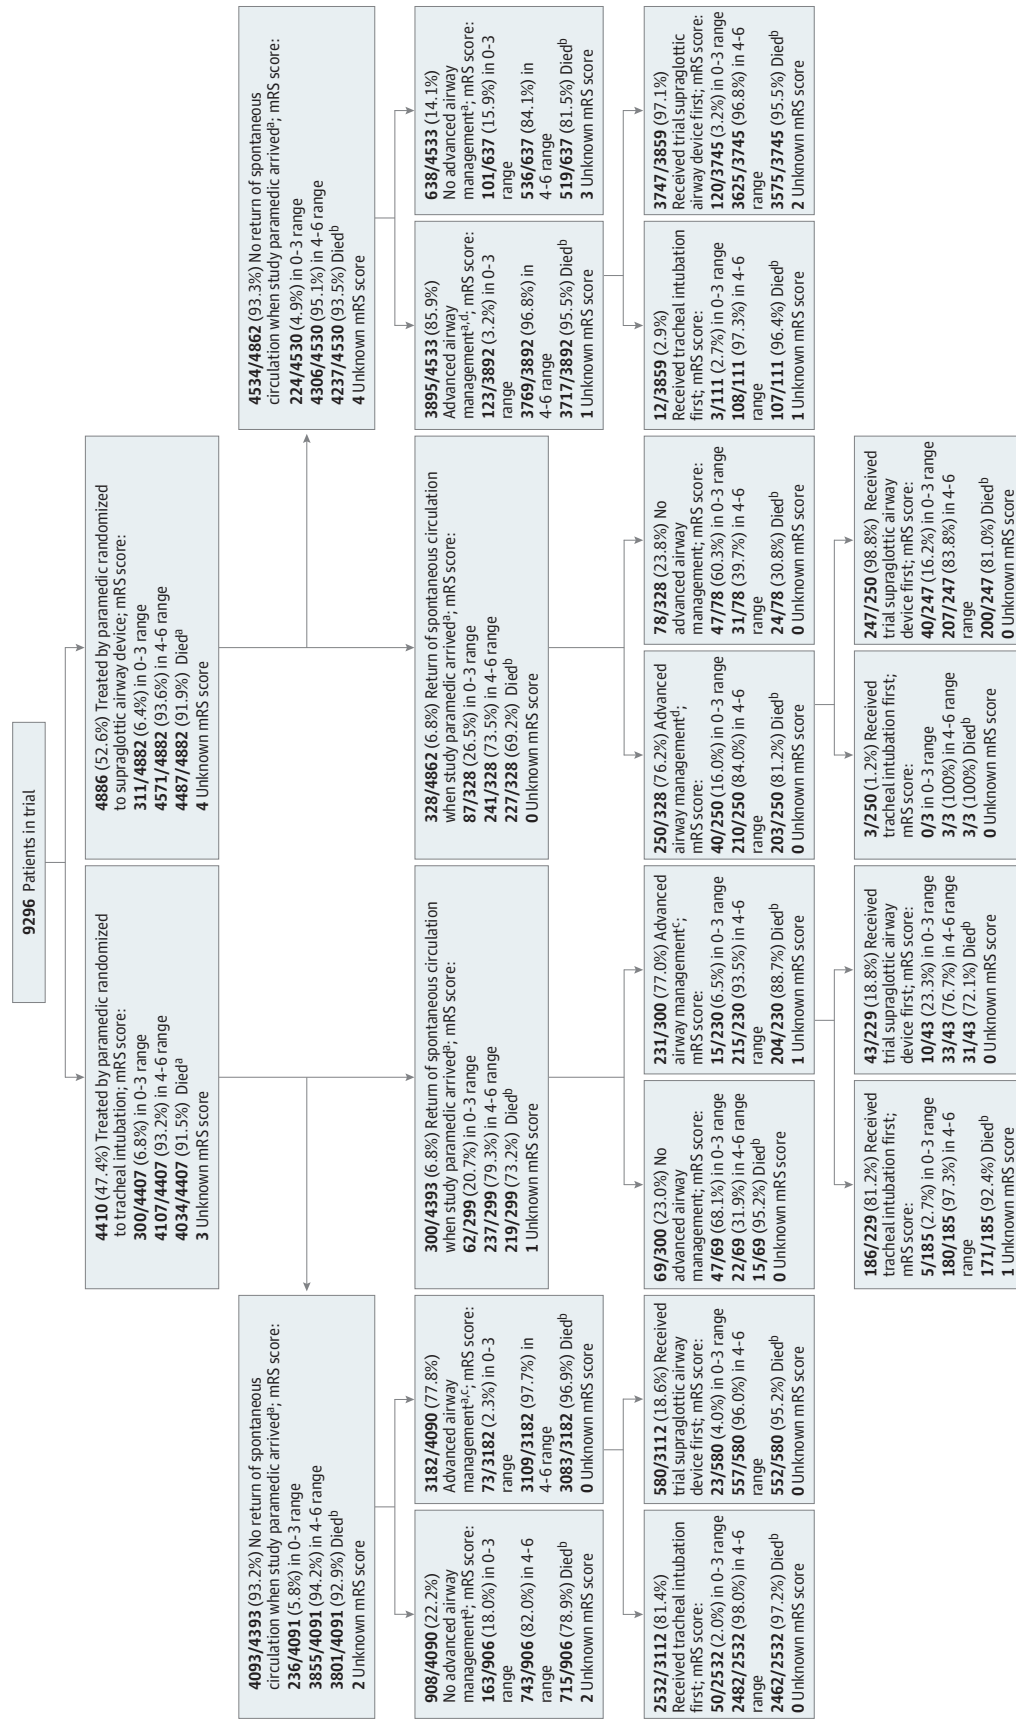 9296 Patients in trial
4410 (47.4%) Treated by paramedic randomized
to tracheal intubation; mRS score:
300/4407 (6.8%) in 0-3 range
4107/4407 (93.2%) in 4-6 range
4034/4407 (91.5%) Diedª
3 Unknown mRS score
4886 (52.6%) Treated by paramedic randomized
to supraglottic airway device; mRS score:
311/4882 (6.4%) in 0-3 range
4571/4882 (93.6%) in 4-6 range
4487/4882 (91.9%) Diedª
4 Unknown mRS score
4093/4393 (93.2%) No return of spontaneous
circulation when study paramedic arrivedª; mRS score:
236/4091 (5.8%) in 0-3 range
3855/4091 (94.2%) in 4-6 range
3801/4091 (92.9%) Diedᵇ
2 Unknown mRS score
4534/4862 (93.3%) No return of spontaneous
circulation when study paramedic arrivedª; mRS score:
224/4530 (4.9%) in 0-3 range
4306/4530 (95.1%) in 4-6 range
4237/4530 (93.5%) Diedᵇ
4 Unknown mRS score
908/4090 (22.2%)
No advanced airway
managementª; mRS score:
163/906 (18.0%) in 0-3
range
743/906 (82.0%) in 4-6
range
715/906 (78.9%) Diedᵇ
2 Unknown mRS score
3182/4090 (77.8%)
Advanced airway
managementª,ᶜ; mRS score:
73/3182 (2.3%) in 0-3
range
3109/3182 (97.7%) in
4-6 range
3083/3182 (96.9%) Diedᵇ
0 Unknown mRS score
300/4393 (6.8%) Return of spontaneous circulation
when study paramedic arrivedª; mRS score:
62/299 (20.7%) in 0-3 range
237/299 (79.3%) in 4-6 range
219/299 (73.2%) Diedᵇ
1 Unknown mRS score
328/4862 (6.8%) Return of spontaneous circulation
when study paramedic arrivedª; mRS score:
87/328 (26.5%) in 0-3 range
241/328 (73.5%) in 4-6 range
227/328 (69.2%) Diedᵇ
0 Unknown mRS score
3895/4533 (85.9%)
Advanced airway
managementª,ᵈ; mRS score:
123/3892 (3.2%) in 0-3
range
3769/3892 (96.8%) in
4-6 range
3717/3892 (95.5%) Diedᵇ
1 Unknown mRS score
638/4533 (14.1%)
No advanced airway
managementª; mRS score:
101/637 (15.9%) in 0-3
range
536/637 (84.1%) in
4-6 range
519/637 (81.5%) Diedᵇ
3 Unknown mRS score
2532/3112 (81.4%)
Received tracheal intubation
first; mRS score:
50/2532 (2.0%) in 0-3 range
2482/2532 (98.0%) in 4-6
range
2462/2532 (97.2%) Diedᵇ
0 Unknown mRS score
580/3112 (18.6%) Received
trial supraglottic airway
device first; mRS score:
23/580 (4.0%) in 0-3 range
557/580 (96.0%) in 4-6
range
552/580 (95.2%) Diedᵇ
0 Unknown mRS score
69/300 (23.0%) No
advanced airway
management; mRS score:
47/69 (68.1%) in 0-3 range
22/69 (31.9%) in 4-6 range
15/69 (95.2%) Diedᵇ
0 Unknown mRS score
231/300 (77.0%) Advanced
airway managementᶜ;
mRS score:
15/230 (6.5%) in 0-3 range
215/230 (93.5%) in 4-6
range
204/230 (88.7%) Diedᵇ
1 Unknown mRS score
250/328 (76.2%) Advanced
airway managementᵈ;
mRS score:
40/250 (16.0%) in 0-3 range
210/250 (84.0%) in 4-6
range
203/250 (81.2%) Diedᵇ
0 Unknown mRS score
78/328 (23.8%) No
advanced airway
management; mRS score:
47/78 (60.3%) in 0-3 range
31/78 (39.7%) in 4-6
range
24/78 (30.8%) Diedᵇ
0 Unknown mRS score
12/3859 (2.9%)
Received tracheal intubation
first; mRS score:
3/111 (2.7%) in 0-3 range
108/111 (97.3%) in 4-6
range
107/111 (96.4%) Diedᵇ
1 Unknown mRS score
3747/3859 (97.1%)
Received trial supraglottic
airway device first; mRS score:
120/3745 (3.2%) in 0-3 range
3625/3745 (96.8%) in 4-6
range
3575/3745 (95.5%) Diedᵇ
2 Unknown mRS score
186/229 (81.2%) Received
tracheal intubation first;
mRS score:
5/185 (2.7%) in 0-3 range
180/185 (97.3%) in 4-6
range
171/185 (92.4%) Diedᵇ
1 Unknown mRS score
43/229 (18.8%) Received
trial supraglottic airway
device first; mRS score:
10/43 (23.3%) in 0-3 range
33/43 (76.7%) in 4-6 range
31/43 (72.1%) Diedᵇ
0 Unknown mRS score
3/250 (1.2%) Received
tracheal intubation first;
mRS score:
0/3 in 0-3 range
3/3 (100%) in 4-6 range
3/3 (100%) Diedᵇ
0 Unknown mRS score
247/250 (98.8%) Received
trial supraglottic airway
device first; mRS score:
40/247 (16.2%) in 0-3 range
207/247 (83.8%) in 4-6
range
200/247 (81.0%) Diedᵇ
0 Unknown mRS score